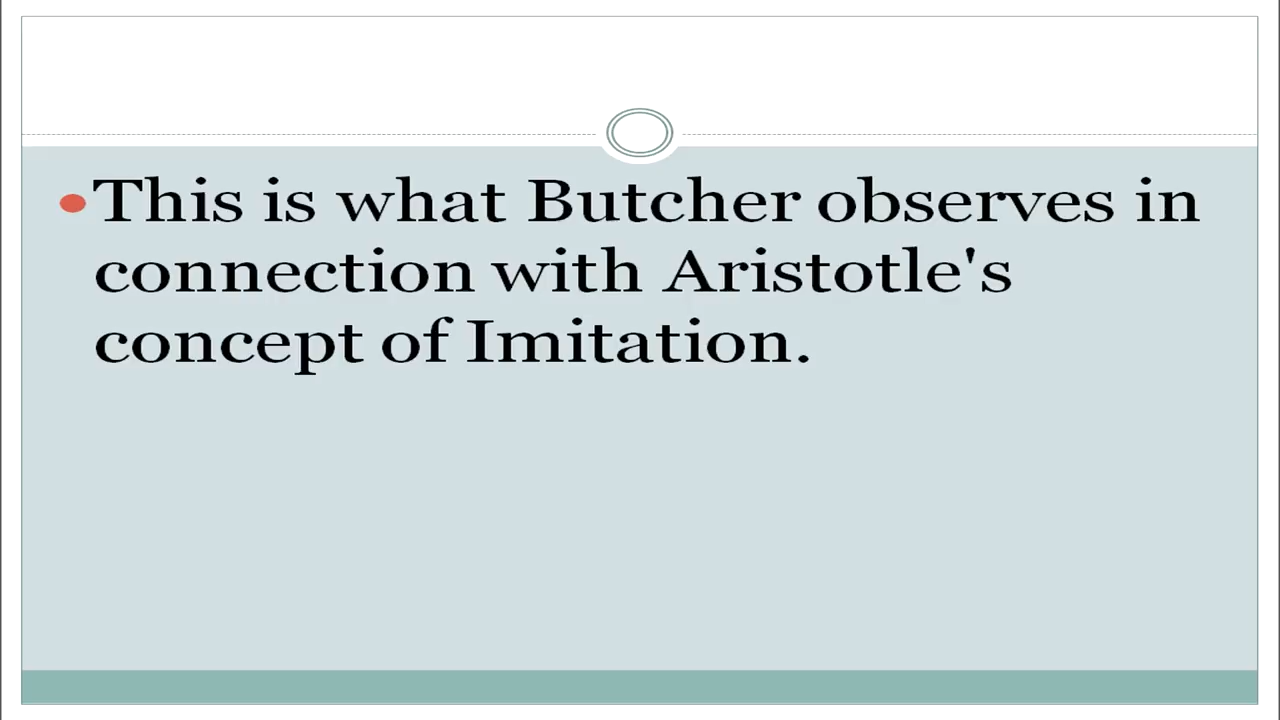 •This is what Butcher observes in
connection with Aristotle's
concept of Imitation.